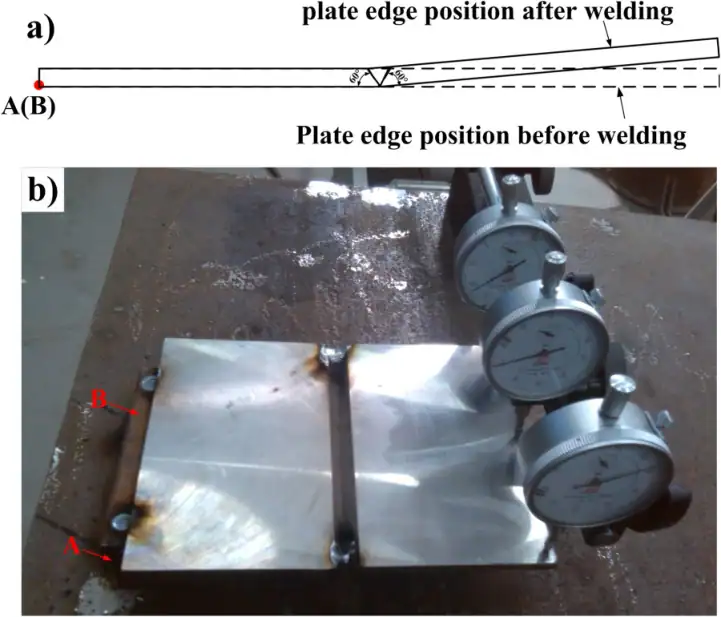 a)
plate edge position after welding
60°
60°
A(B)
Plate edge position before welding
b)
B
A